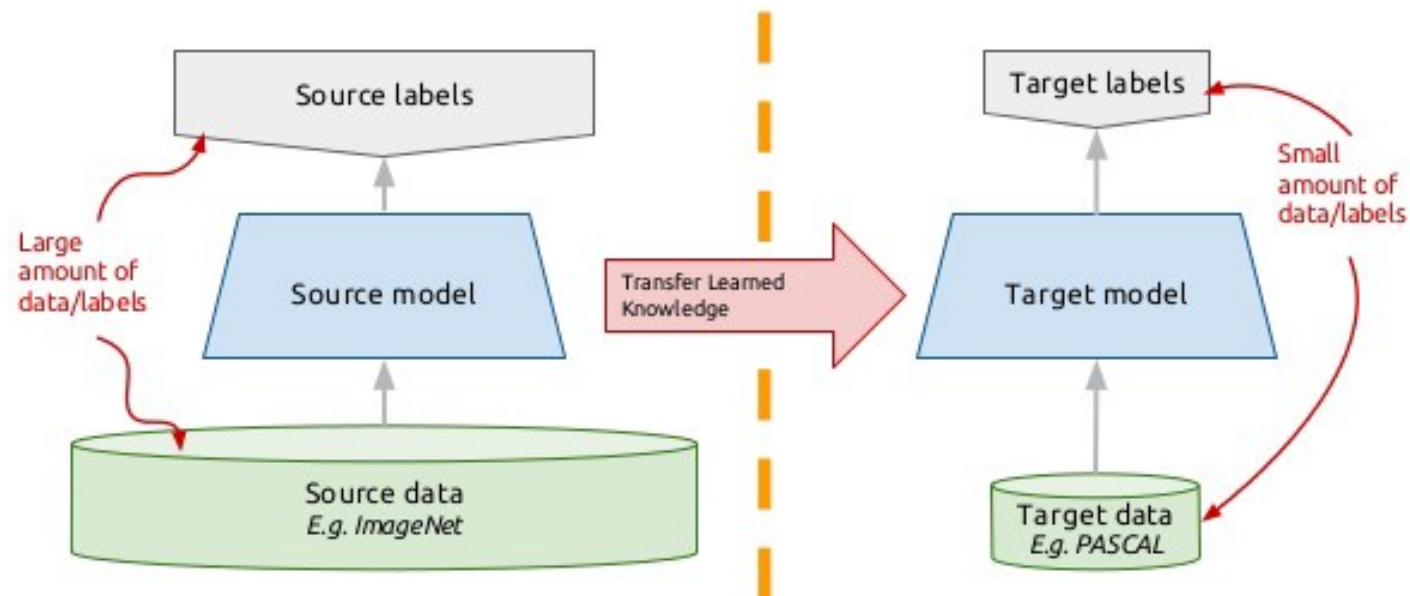 Source labels
Large
amount of
data/labels
Source model
Source data
E.g. ImageNet
Transfer Learned
Knowledge
Target labels
Small
amount of
data/labels
Target model
Target data
E.g. PASCAL